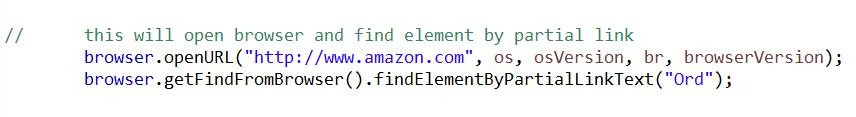 //	this will open browser and find element by partial link
	browser.openURL("http://www.amazon.com", os, osVersion, br, browserVersion);
	browser.getFindFromBrowser().findElementByPartialLinkText("Ord");